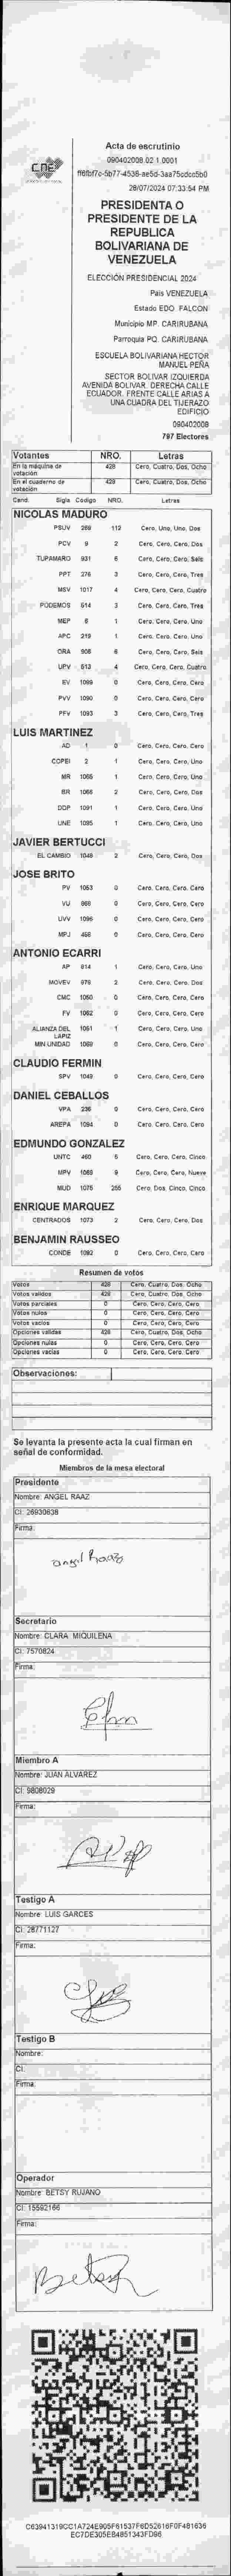 CNE
Acta de escrutinio
090402008.02.1.0001
28/07/2024 07:33:54 PM
PRESIDENTA O
PRESIDENTE DE LA
REPUBLICA
BOLIVARIANA DE
VENEZUELA
ELECCIÓN PRESIDENCIAL 2024
País VENEZUELA
Estado EDO. FALCON
Municipio MP. CARIRUBANA
Parroquia PQ. CARIRUBANA
ESCUELA BOLIVARIANA HECTOR
MANUEL PEÑA
SECTOR BOLIVAR IZQUIERDA
AVENIDA BOLIVAR. DERECHA CALLE
ECUADOR. FRENTE CALLE ARIAS A
UNA CUADRA DEL TIJERAZO
EDIFICIO
090402008
797 Electores
Votantes NRO. Letras
En la máquina de votación 428 Cero, Cuatro, Dos, Ocho
En el cuaderno de votación 428 Cero, Cuatro, Dos, Ocho
Cand. Sigla Codigo NRO. Letras
NICOLAS MADURO
PSUV 269 112 Cero, Uno, Uno, Dos
PCV 9 2 Cero, Cero, Cero, Dos
TUPAMARO 931 6 Cero, Cero, Cero, Seis
PPT 276 3 Cero, Cero, Cero, Tres
MSV 1017 4 Cero, Cero, Cero, Cuatro
PODEMOS 614 3 Cero, Cero, Cero, Tres
MEP 8 1 Cero, Cero, Cero, Uno
APC 219 1 Cero, Cero, Cero, Uno
ORA 906 6 Cero, Cero, Cero, Seis
UPV 613 4 Cero, Cero, Cero, Cuatro
EV 1089 0 Cero, Cero, Cero, Cero
PVV 1090 0 Cero, Cero, Cero, Cero
PFV 1093 3 Cero, Cero, Cero, Tres
LUIS MARTINEZ
AD 1 0 Cero, Cero, Cero, Cero
COPEI 2 1 Cero, Cero, Cero, Uno
MR 1065 1 Cero, Cero, Cero, Uno
BR 1066 2 Cero, Cero, Cero, Dos
DDP 1091 1 Cero, Cero, Cero, Uno
UNE 1095 1 Cero, Cero, Cero, Uno
JAVIER BERTUCCI
EL CAMBIO 1048 2 Cero, Cero, Cero, Dos
JOSE BRITO
PV 1053 0 Cero, Cero, Cero, Cero
VU 868 0 Cero, Cero, Cero, Cero
UVV 1096 0 Cero, Cero, Cero, Cero
MPJ 458 0 Cero, Cero, Cero, Cero
ANTONIO ECARRI
AP 814 1 Cero, Cero, Cero, Uno
MOVEV 979 2 Cero, Cero, Cero, Dos
CMC 1050 0 Cero, Cero, Cero, Cero
FV 1052 0 Cero, Cero, Cero, Cero
ALIANZA DEL LAPIZ 1051 1 Cero, Cero, Cero, Uno
MIN UNIDAD 1069 0 Cero, Cero, Cero, Cero
CLAUDIO FERMIN
SPV 1049 0 Cero, Cero, Cero, Cero
DANIEL CEBALLOS
VPA 236 0 Cero, Cero, Cero, Cero
AREPA 1094 0 Cero, Cero, Cero, Cero
EDMUNDO GONZALEZ
UNTC 460 5 Cero, Cero, Cero, Cinco
MPV 1068 9 Cero, Cero, Cero, Nueve
MUD 1075 255 Cero, Dos, Cinco, Cinco
ENRIQUE MARQUEZ
CENTRADOS 1073 2 Cero, Cero, Cero, Dos
BENJAMIN RAUSSEO
CONDE 1092 0 Cero, Cero, Cero, Cero
Resumen de votos
Votos 428 Cero, Cuatro, Dos, Ocho
Votos validos 428 Cero, Cuatro, Dos, Ocho
Votos parciales 0 Cero, Cero, Cero, Cero
Votos nulos 0 Cero, Cero, Cero, Cero
Votos vacios 0 Cero, Cero, Cero, Cero
Opciones validas 428 Cero, Cuatro, Dos, Ocho
Opciones nulas 0 Cero, Cero, Cero, Cero
Opciones vacias 0 Cero, Cero, Cero, Cero
Observaciones:
Se levanta la presente acta la cual firman en
señal de conformidad.
Miembros de la mesa electoral
Presidente
Nombre: ANGEL RAAZ
CI: 26930638
Firma:
angel Raaz
Secretario
Nombre: CLARA MIQUILENA
CI: 7570824
Firma:
Miembro A
Nombre: JUAN ALVAREZ
CI: 9808029
Firma:
Testigo A
Nombre: LUIS GARCES
CI: 28771127
Firma:
Testigo B
Nombre:
CI:
Firma:
Operador
Nombre: BETSY RUJANO
CI: 15592166
Firma:
Betsy